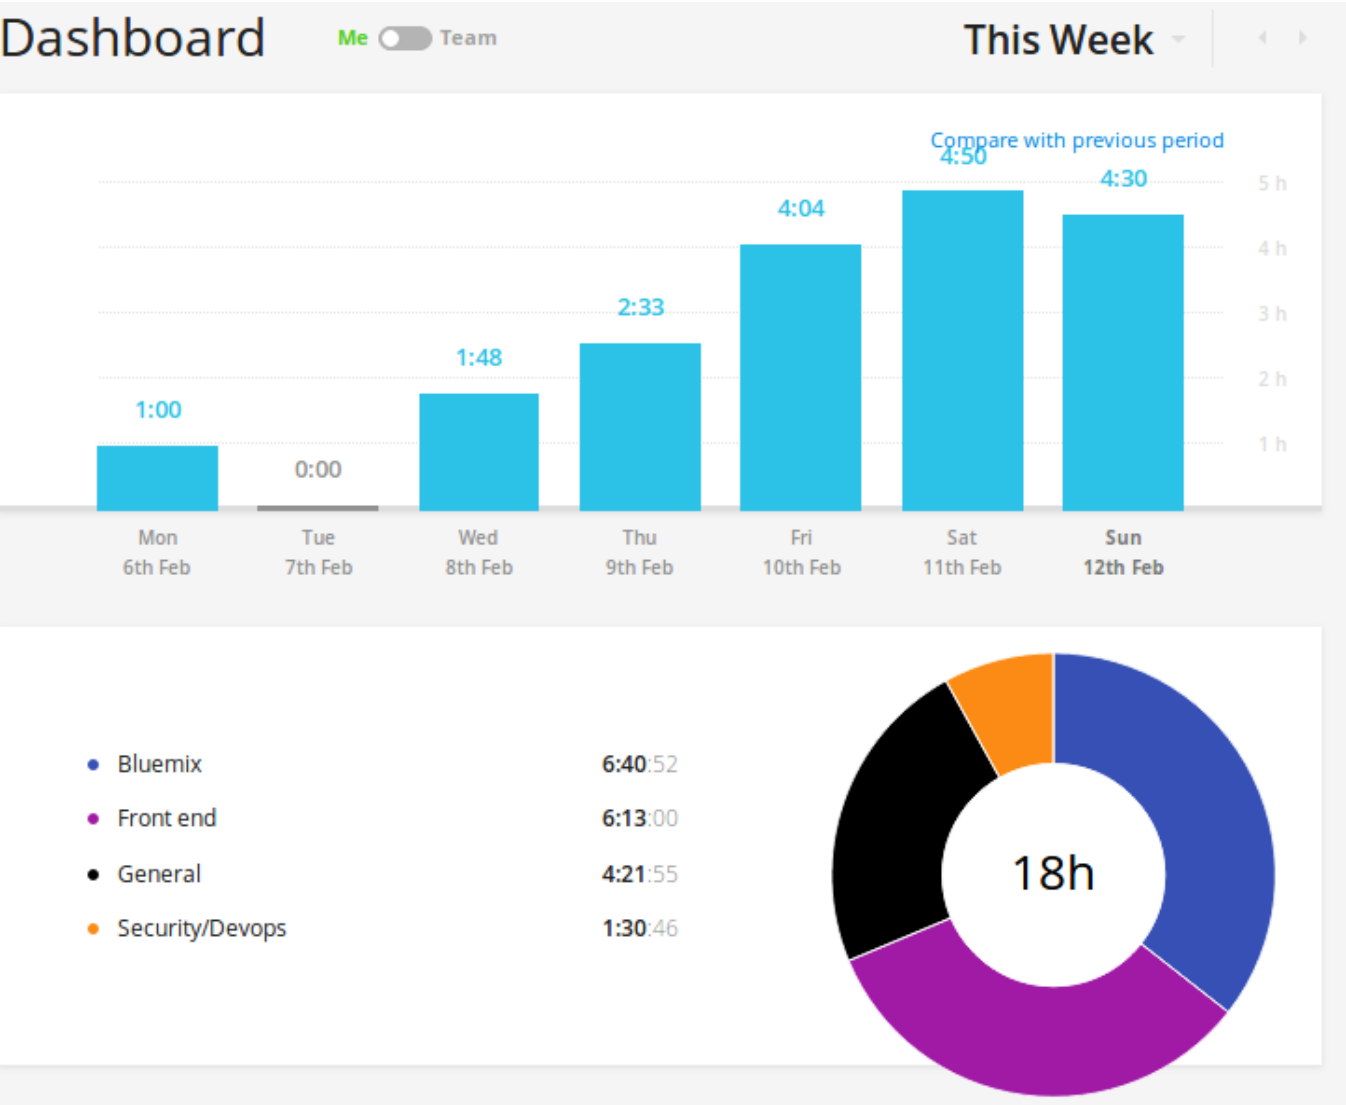 Dashboard Me Team This Week
Compare with previous period
4:50
4:30
5 h
4:04
4 h
2:33
3 h
1:48
2 h
1:00
1 h
0:00
Mon Tue Wed Thu Fri Sat Sun
6th Feb 7th Feb 8th Feb 9th Feb 10th Feb 11th Feb 12th Feb
Bluemix 6:40:52
Front end 6:13:00
General 4:21:55
18h
Security/Devops 1:30:46